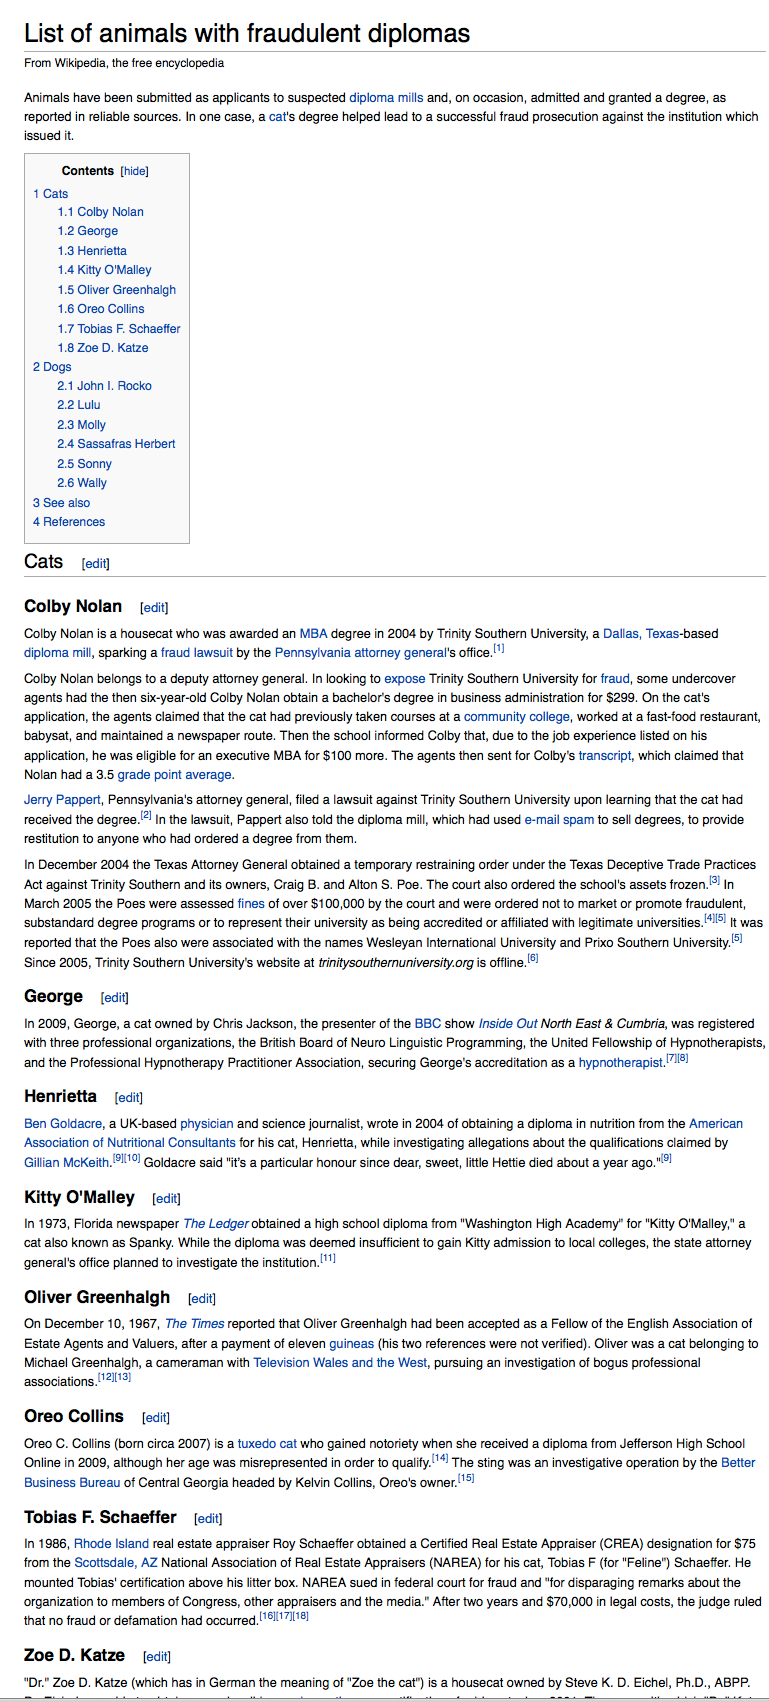 List of animals with fraudulent diplomas
From Wikipedia, the free encyclopedia
Animals have been submitted as applicants to suspected diploma mills and, on occasion, admitted and granted a degree, as
reported in reliable sources. In one case, a cat's degree helped lead to a successful fraud prosecution against the institution which
issued it.
Contents [hide]
1 Cats
1.1 Colby Nolan
1.2 George
1.3 Henrietta
1.4 Kitty O'Malley
1.5 Oliver Greenhalgh
1.6 Oreo Collins
1.7 Tobias F. Schaeffer
1.8 Zoe D. Katze
2 Dogs
2.1 John I. Rocko
2.2 Lulu
2.3 Molly
2.4 Sassafras Herbert
2.5 Sonny
2.6 Wally
3 See also
4 References
Cats [edit]
Colby Nolan [edit]
Colby Nolan is a housecat who was awarded an MBA degree in 2004 by Trinity Southern University, a Dallas, Texas-based
diploma mill, sparking a fraud lawsuit by the Pennsylvania attorney general's office.[1]
Colby Nolan belongs to a deputy attorney general. In looking to expose Trinity Southern University for fraud, some undercover
agents had the then six-year-old Colby Nolan obtain a bachelor's degree in business administration for $299. On the cat's
application, the agents claimed that the cat had previously taken courses at a community college, worked at a fast-food restaurant,
babysat, and maintained a newspaper route. Then the school informed Colby that, due to the job experience listed on his
application, he was eligible for an executive MBA for $100 more. The agents then sent for Colby's transcript, which claimed that
Nolan had a 3.5 grade point average.
Jerry Pappert, Pennsylvania's attorney general, filed a lawsuit against Trinity Southern University upon learning that the cat had
received the degree.[2] In the lawsuit, Pappert also told the diploma mill, which had used e-mail spam to sell degrees, to provide
restitution to anyone who had ordered a degree from them.
In December 2004 the Texas Attorney General obtained a temporary restraining order under the Texas Deceptive Trade Practices
Act against Trinity Southern and its owners, Craig B. and Alton S. Poe. The court also ordered the school's assets frozen.[3] In
March 2005 the Poes were assessed fines of over $100,000 by the court and were ordered not to market or promote fraudulent,
substandard degree programs or to represent their university as being accredited or affiliated with legitimate universities.[4][5] It was
reported that the Poes also were associated with the names Wesleyan International University and Prixo Southern University.[5]
Since 2005, Trinity Southern University's website at trinitysouthernuniversity.org is offline.[6]
George [edit]
In 2009, George, a cat owned by Chris Jackson, the presenter of the BBC show Inside Out North East & Cumbria, was registered
with three professional organizations, the British Board of Neuro Linguistic Programming, the United Fellowship of Hypnotherapists,
and the Professional Hypnotherapy Practitioner Association, securing George's accreditation as a hypnotherapist.[7][8]
Henrietta [edit]
Ben Goldacre, a UK-based physician and science journalist, wrote in 2004 of obtaining a diploma in nutrition from the American
Association of Nutritional Consultants for his cat, Henrietta, while investigating allegations about the qualifications claimed by
Gillian McKeith.[9][10] Goldacre said "it's a particular honour since dear, sweet, little Hettie died about a year ago."[9]
Kitty O'Malley [edit]
In 1973, Florida newspaper The Ledger obtained a high school diploma from "Washington High Academy" for "Kitty O'Malley," a
cat also known as Spanky. While the diploma was deemed insufficient to gain Kitty admission to local colleges, the state attorney
general's office planned to investigate the institution.[11]
Oliver Greenhalgh [edit]
On December 10, 1967, The Times reported that Oliver Greenhalgh had been accepted as a Fellow of the English Association of
Estate Agents and Valuers, after a payment of eleven guineas (his two references were not verified). Oliver was a cat belonging to
Michael Greenhalgh, a cameraman with Television Wales and the West, pursuing an investigation of bogus professional
associations.[12][13]
Oreo Collins [edit]
Oreo C. Collins (born circa 2007) is a tuxedo cat who gained notoriety when she received a diploma from Jefferson High School
Online in 2009, although her age was misrepresented in order to qualify.[14] The sting was an investigative operation by the Better
Business Bureau of Central Georgia headed by Kelvin Collins, Oreo's owner.[15]
Tobias F. Schaeffer [edit]
In 1986, Rhode Island real estate appraiser Roy Schaeffer obtained a Certified Real Estate Appraiser (CREA) designation for $75
from the Scottsdale, AZ National Association of Real Estate Appraisers (NAREA) for his cat, Tobias F (for "Feline") Schaeffer. He
mounted Tobias' certification above his litter box. NAREA sued in federal court for fraud and "for disparaging remarks about the
organization to members of Congress, other appraisers and the media." After two years and $70,000 in legal costs, the judge ruled
that no fraud or defamation had occurred.[16][17][18]
Zoe D. Katze [edit]
"Dr." Zoe D. Katze (which has in German the meaning of "Zoe the cat") is a housecat owned by Steve K. D. Eichel, Ph.D., ABPP.